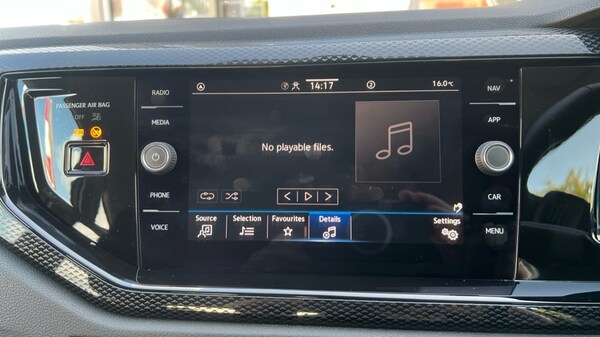 PASSENGER AIR BAG
OFF
RADIO
MEDIA
PHONE
VOICE
14:17
16.0°C
No playable files.
Source
Selection
Favourites
Details
Settings
NAV
APP
CAR
MENU